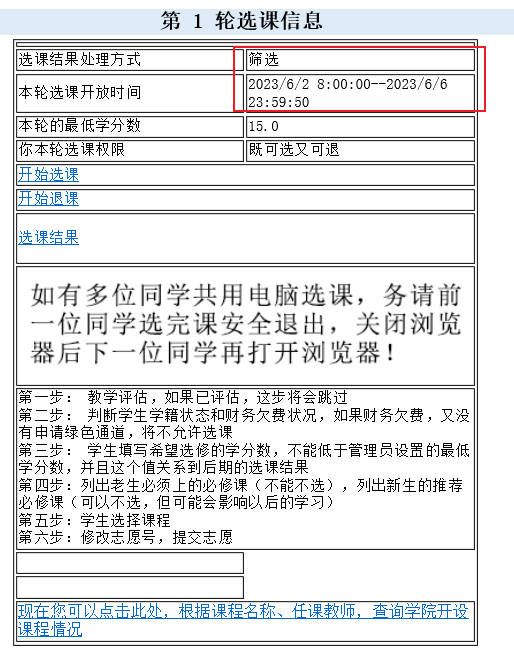 第 1 轮选课信息
选课结果处理方式
筛选
本轮选课开放时间
2023/6/2 8:00:00--2023/6/6
23:59:50
本轮的最低学分数
15.0
你本轮选课权限
既可选又可退
开始选课
开始退课
选课结果
如有多位同学共用电脑选课，务请前
一位同学选完课安全退出，关闭浏览
器后下一位同学再打开浏览器！
第一步： 教学评估，如果已评估，这步将会跳过
第二步： 判断学生学籍状态和财务欠费状况，如果财务欠费，又没
有申请绿色通道，将不允许选课
第三步： 学生填写希望选修的学分数，不能低于管理员设置的最低
学分数，并且这个值关系到后期的选课结果
第四步：列出老生必须上的必修课（不能不选），列出新生的推荐
必修课（可以不选，但可能会影响以后的学习）
第五步：学生选择课程
第六步：修改志愿号，提交志愿
现在您可以点击此处，根据课程名称、任课教师，查询学院开设
课程情况